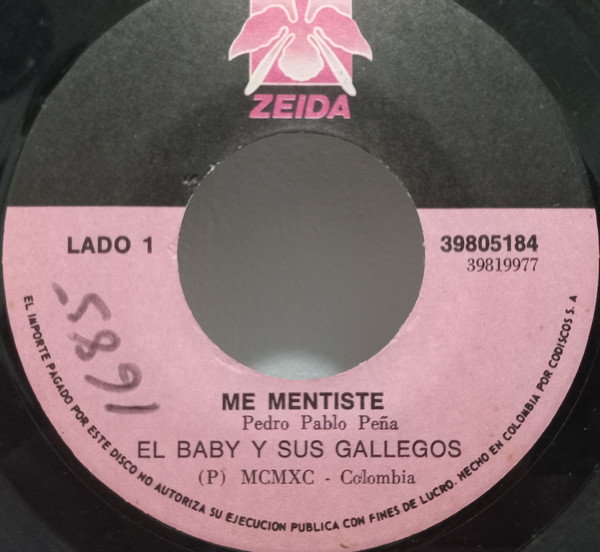 ZEIDA
LADO 1
39805184
39819977
ME MENTISTE
Pedro Pablo Peña
EL BABY Y SUS GALLEGOS
(P) MCMXC - Colombia
EL IMPORTE PAGADO POR ESTE DISCO NO AUTORIZA SU EJECUCION PUBLICA CON FINES DE LUCRO. HECHO EN COLOMBIA POR CODISCOS S.A